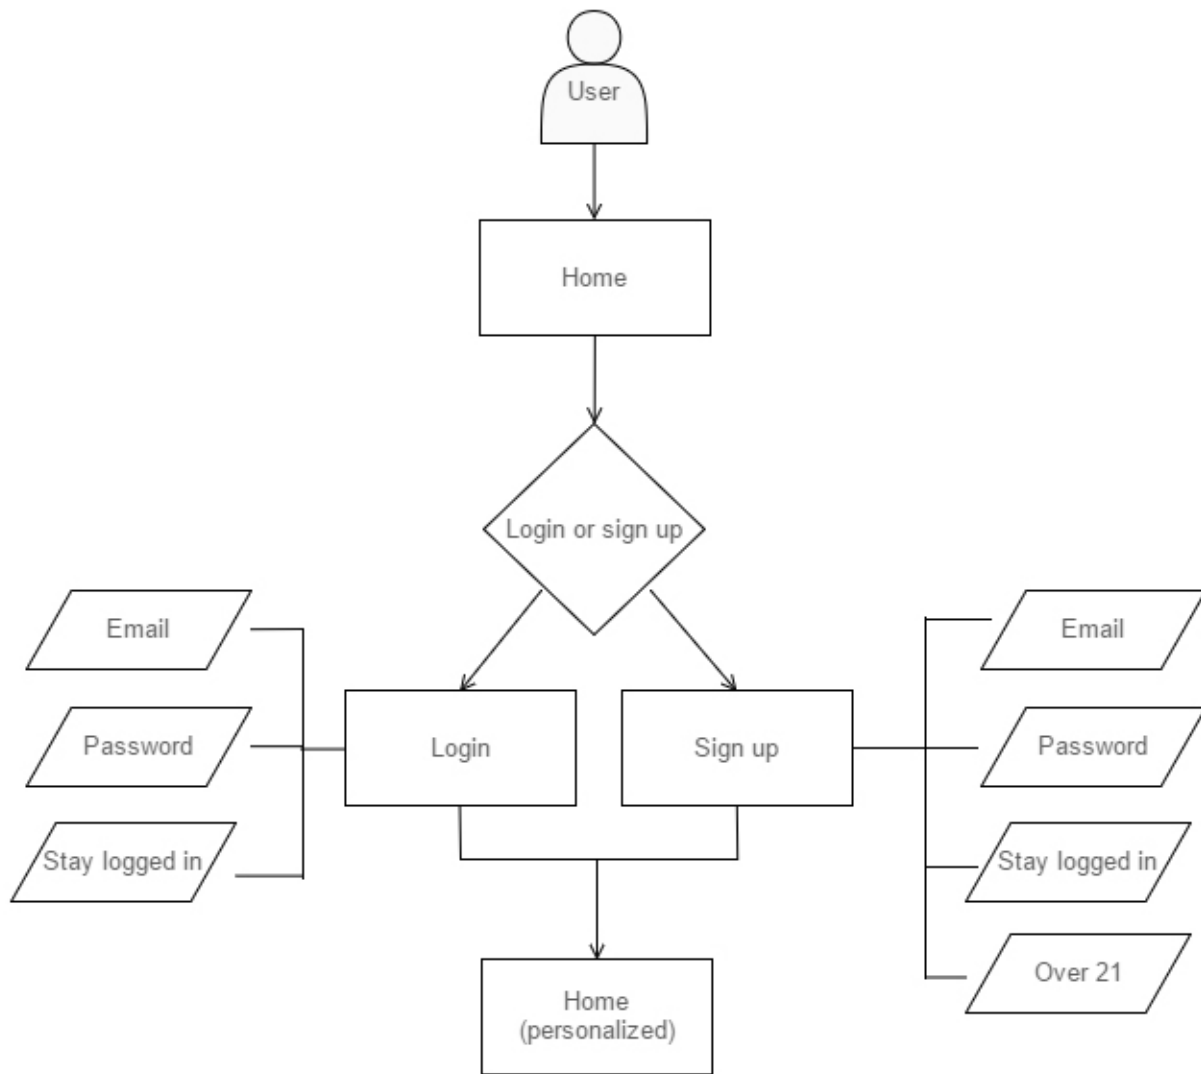 User
Home
Login or sign up
Email
Password
Stay logged in
Login
Sign up
Email
Password
Stay logged in
Over 21
Home
(personalized)